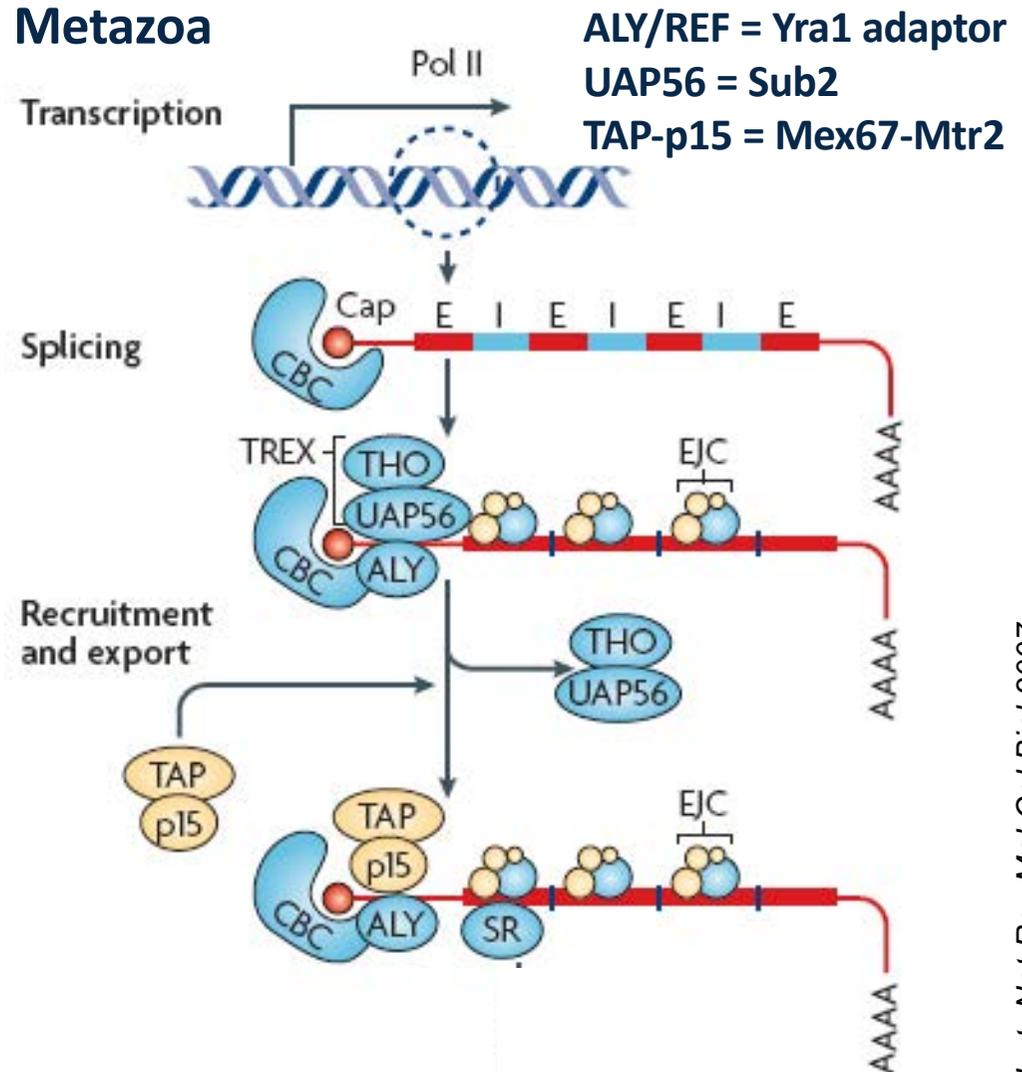 Metazoa
ALY/REF = Yra1 adaptor
UAP56 = Sub2
TAP-p15 = Mex67-Mtr2
Pol II
Transcription
Cap
E I E I E I E
Splicing
CBC
AAAA
TREX
THO
EJC
UAP56
CBC
ALY
Recruitment
and export
AAAA
THO
UAP56
TAP
p15
TAP
p15
EJC
CBC
ALY
SR
AAAA